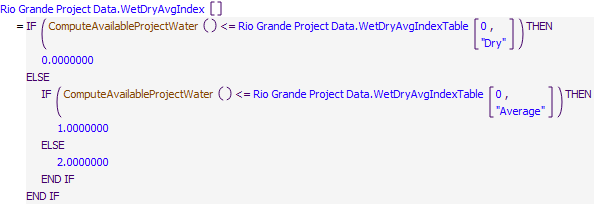 Rio Grande Project Data.WetDryAvgIndex []
= IF ( ComputeAvailableProjectWater () <= Rio Grande Project Data.WetDryAvgIndexTable [ 0 , "Dry" ] ) THEN
0.0000000
ELSE
IF ( ComputeAvailableProjectWater () <= Rio Grande Project Data.WetDryAvgIndexTable [ 0 , "Average" ] ) THEN
1.0000000
ELSE
2.0000000
END IF
END IF